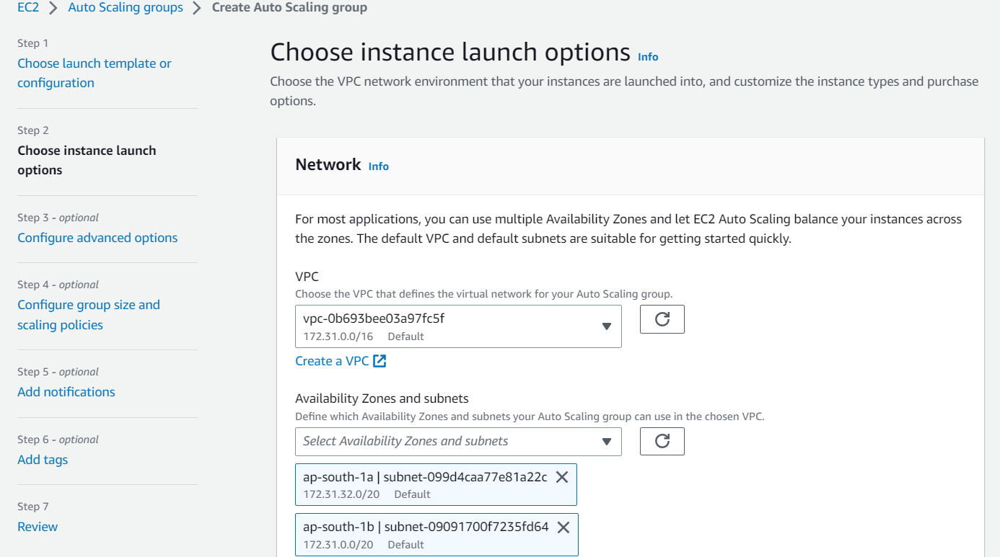 EC2 > Auto Scaling groups > Create Auto Scaling group
Step 1
Choose launch template or
configuration
Step 2
Choose instance launch
options
Step 3 - optional
Configure advanced options
Step 4 - optional
Configure group size and
scaling policies
Step 5 - optional
Add notifications
Step 6 - optional
Add tags
Step 7
Review
Choose instance launch options Info
Choose the VPC network environment that your instances are launched into, and customize the instance types and purchase
options.
Network Info
For most applications, you can use multiple Availability Zones and let EC2 Auto Scaling balance your instances across
the zones. The default VPC and default subnets are suitable for getting started quickly.
VPC
Choose the VPC that defines the virtual network for your Auto Scaling group.
vpc-0b693bee03a97fc5f
172.31.0.0/16 Default
Create a VPC
Availability Zones and subnets
Define which Availability Zones and subnets your Auto Scaling group can use in the chosen VPC.
Select Availability Zones and subnets
ap-south-1a | subnet-099d4caa77e81a22c
172.31.32.0/20 Default
ap-south-1b | subnet-09091700f7235fd64
172.31.0.0/20 Default